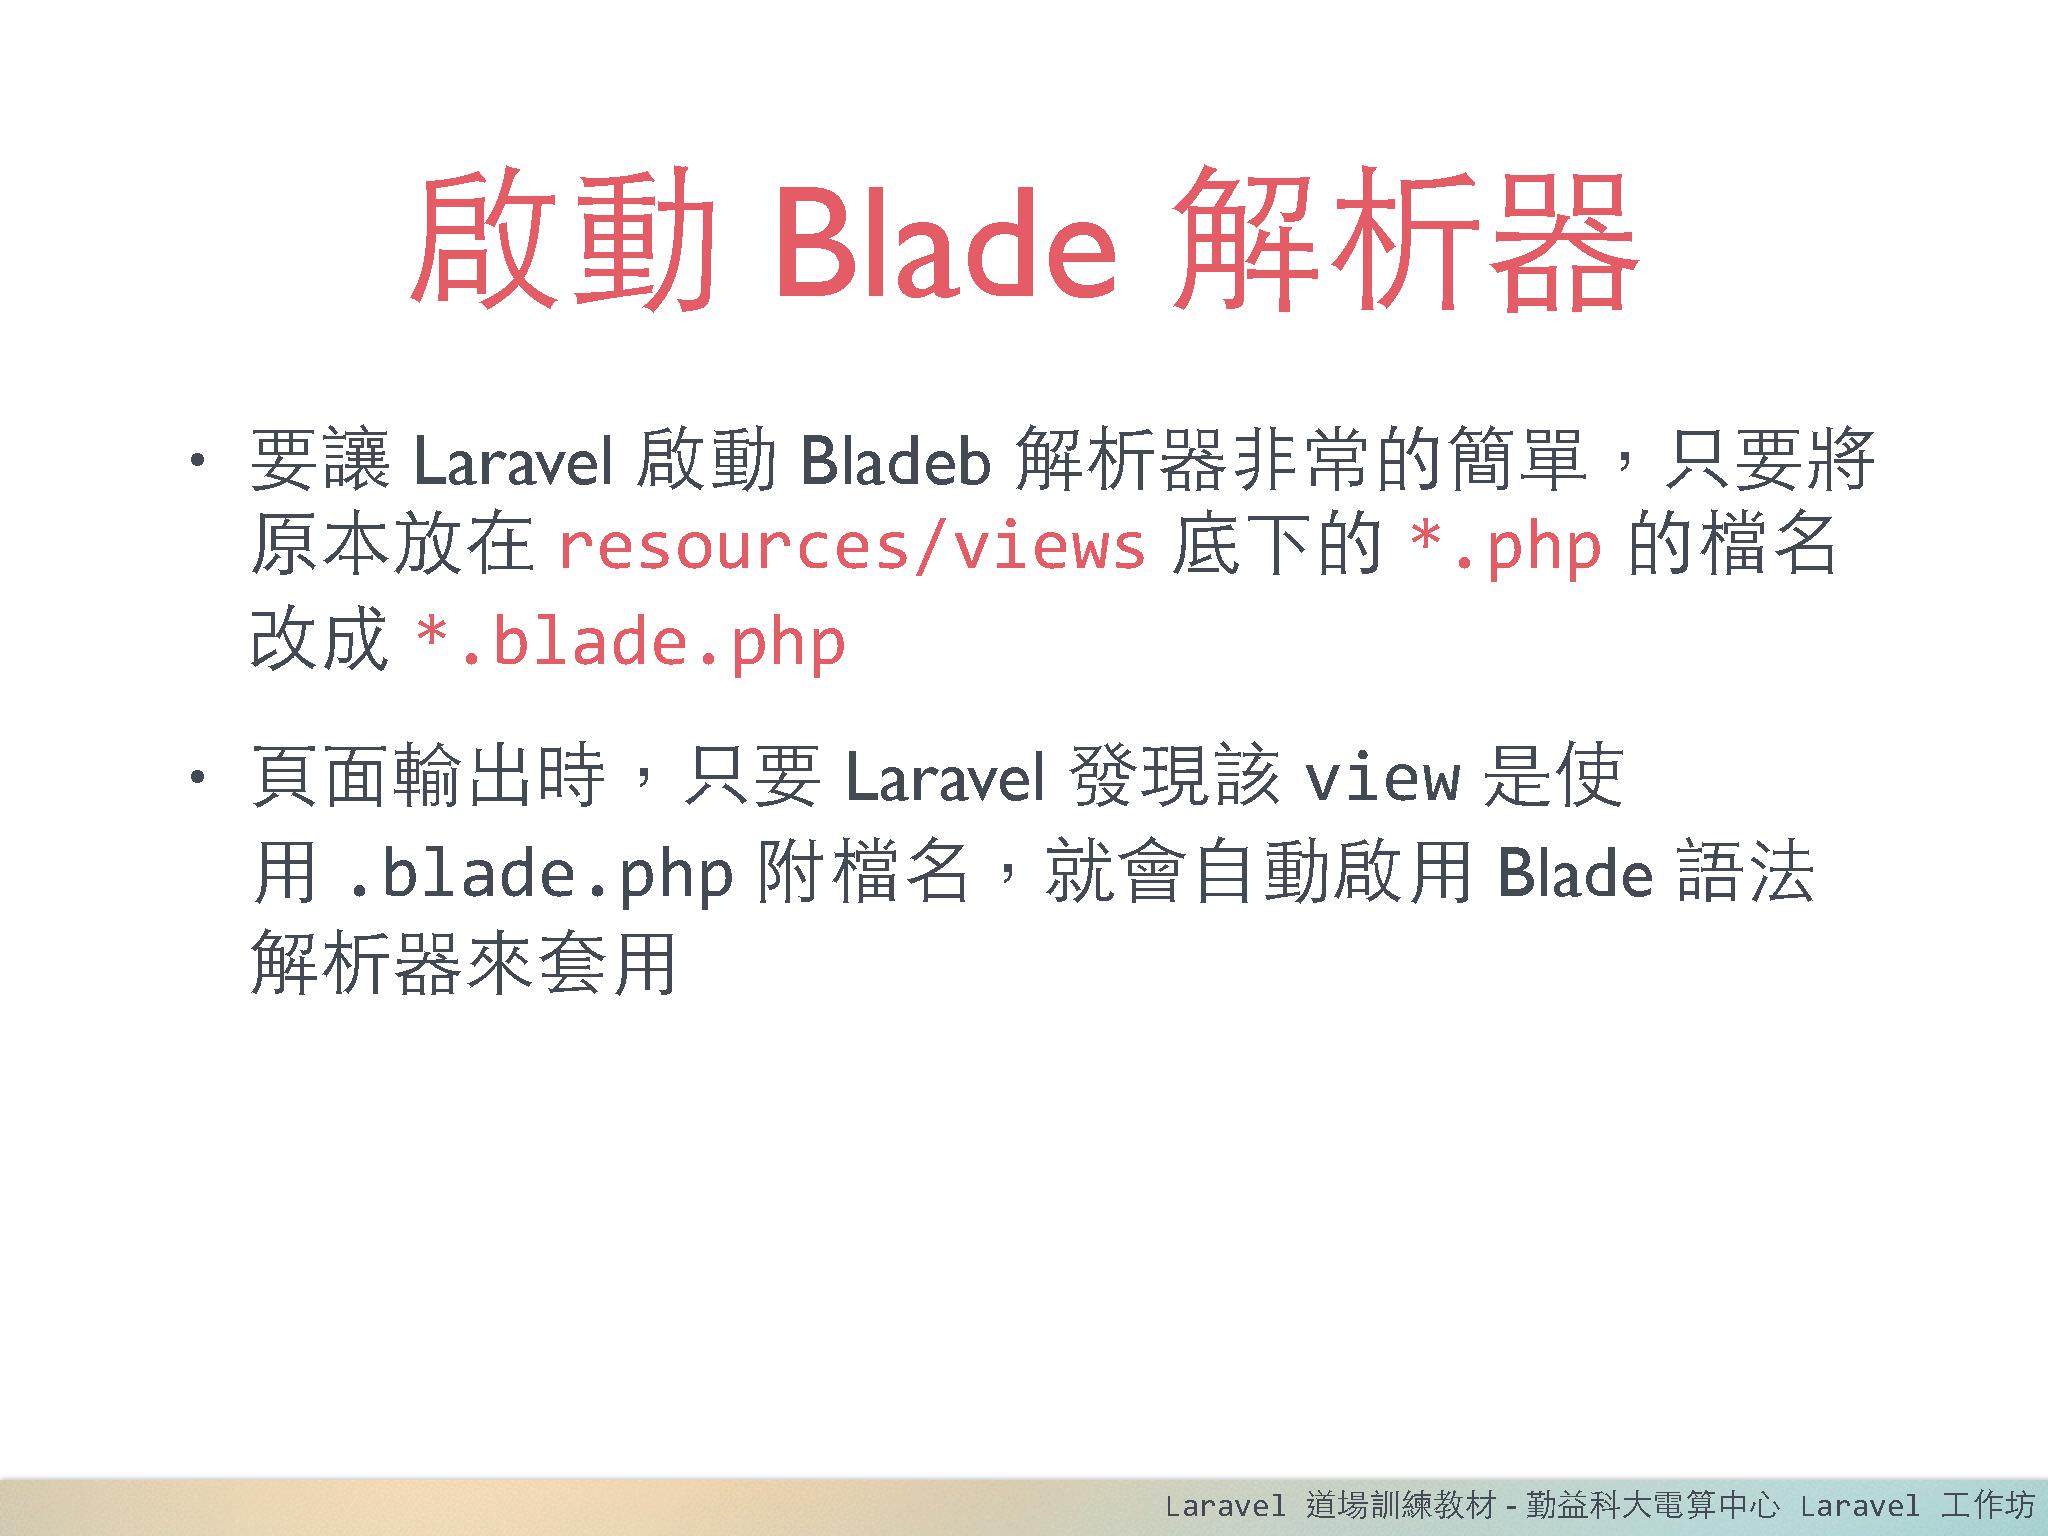 啟動 Blade 解析器
• 要讓 Laravel 啟動 Bladeb 解析器非常的簡單，只要將
原本放在 resources/views 底下的 *.php 的檔名
改成 *.blade.php
• 頁面輸出時，只要 Laravel 發現該 view 是使
用 .blade.php 附檔名，就會自動啟用 Blade 語法
解析器來套用
Laravel 道場訓練教材 - 勤益科大電算中心 Laravel 工作坊